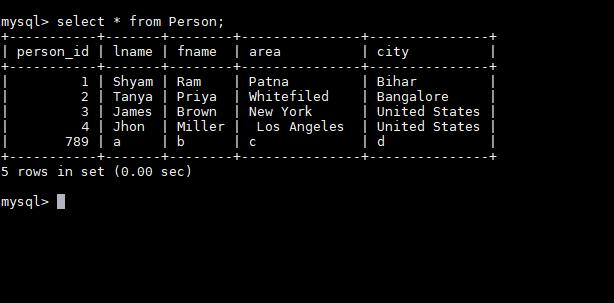 mysql> select * from Person;
+-----------+-------+--------+--------------+---------------+
| person_id | lname | fname  | area         | city          |
+-----------+-------+--------+--------------+---------------+
|         1 | Shyam | Ram    | Patna        | Bihar         |
|         2 | Tanya | Priya  | Whitefiled   | Bangalore     |
|         3 | James | Brown  | New York     | United States |
|         4 | Jhon  | Miller |  Los Angeles | United States |
|       789 | a     | b      | c            | d             |
+-----------+-------+--------+--------------+---------------+
5 rows in set (0.00 sec)
mysql>